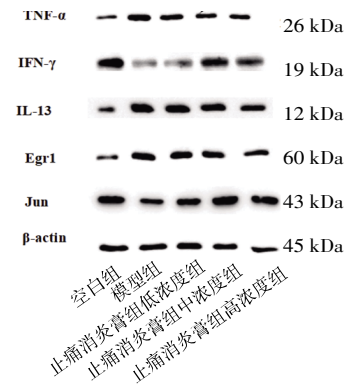 TNF-α 26 kDa
IFN-γ 19 kDa
IL-13 12 kDa
Egr1 60 kDa
Jun 43 kDa
β-actin 45 kDa
空白组
模型组
止痛消炎膏组低浓度组
止痛消炎膏组中浓度组
止痛消炎膏组高浓度组